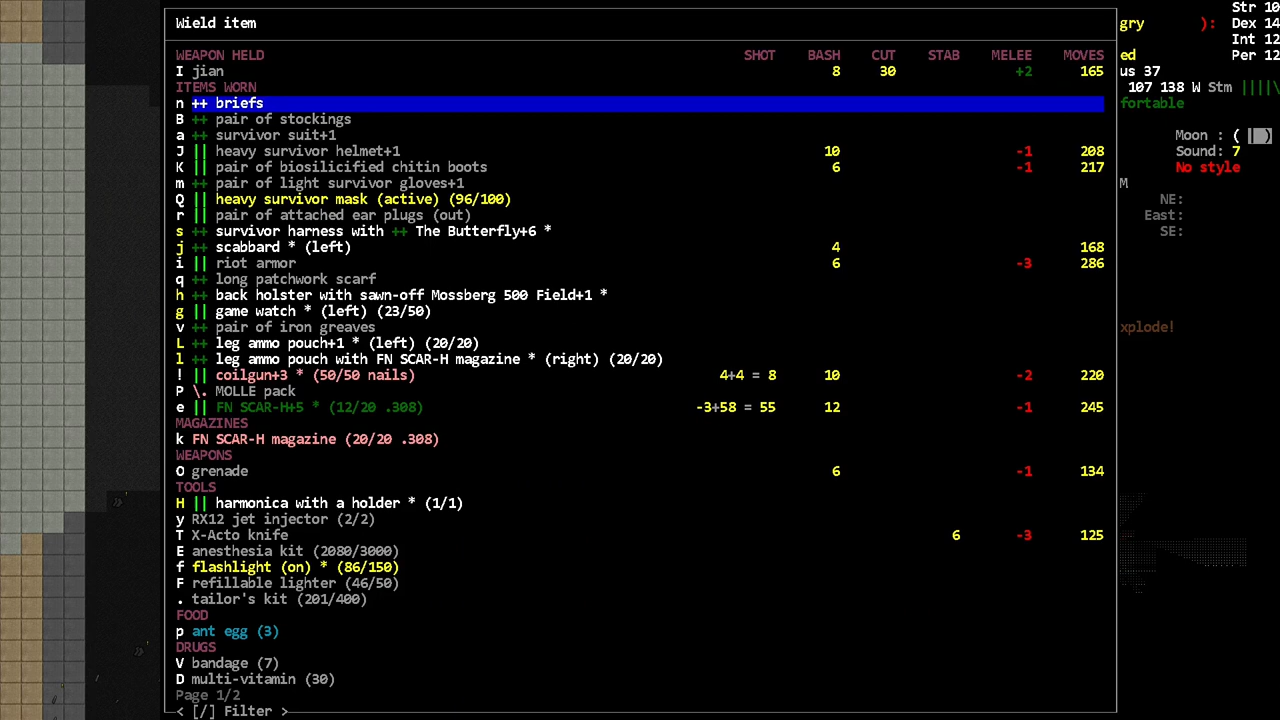 Wield item
WEAPON HELD SHOT BASH CUT STAB MELEE MOVES
I jian 8 30 +2 165
ITEMS WORN
n ++ briefs
B ++ pair of stockings
a ++ survivor suit+1
J || heavy survivor helmet+1 10 -1 208
K || pair of biosilicified chitin boots 6 -1 217
m ++ pair of light survivor gloves+1
Q || heavy survivor mask (active) (96/100)
r || pair of attached ear plugs (out)
s ++ survivor harness with ++ The Butterfly+6 *
j ++ scabbard * (left) 4 168
i || riot armor 6 -3 286
q ++ long patchwork scarf
h ++ back holster with sawn-off Mossberg 500 Field+1 *
g || game watch * (left) (23/50)
v ++ pair of iron greaves
L ++ leg ammo pouch+1 * (left) (20/20)
l ++ leg ammo pouch with FN SCAR-H magazine * (right) (20/20)
! || coilgun+3 * (50/50 nails) 4+4 = 8 10 -2 220
P \. MOLLE pack
e || FN SCAR-H+5 * (12/20 .308) -3+58 = 55 12 -1 245
MAGAZINES
k FN SCAR-H magazine (20/20 .308)
WEAPONS
O grenade 6 -1 134
TOOLS
H || harmonica with a holder * (1/1)
y RX12 jet injector (2/2)
T X-Acto knife 6 -3 125
E anesthesia kit (2080/3000)
f flashlight (on) * (86/150)
F refillable lighter (46/50)
. tailor's kit (201/400)
FOOD
p ant egg (3)
DRUGS
V bandage (7)
D multi-vitamin (30)
Page 1/2
< [/] Filter >
Str 10
gry ): Dex 14
Int 12
ed Per 12
us 37
107 138 W Stm ||||\
fortable
Moon : ( | )
Sound: 7
No style
M
NE:
East:
SE:
xplode!